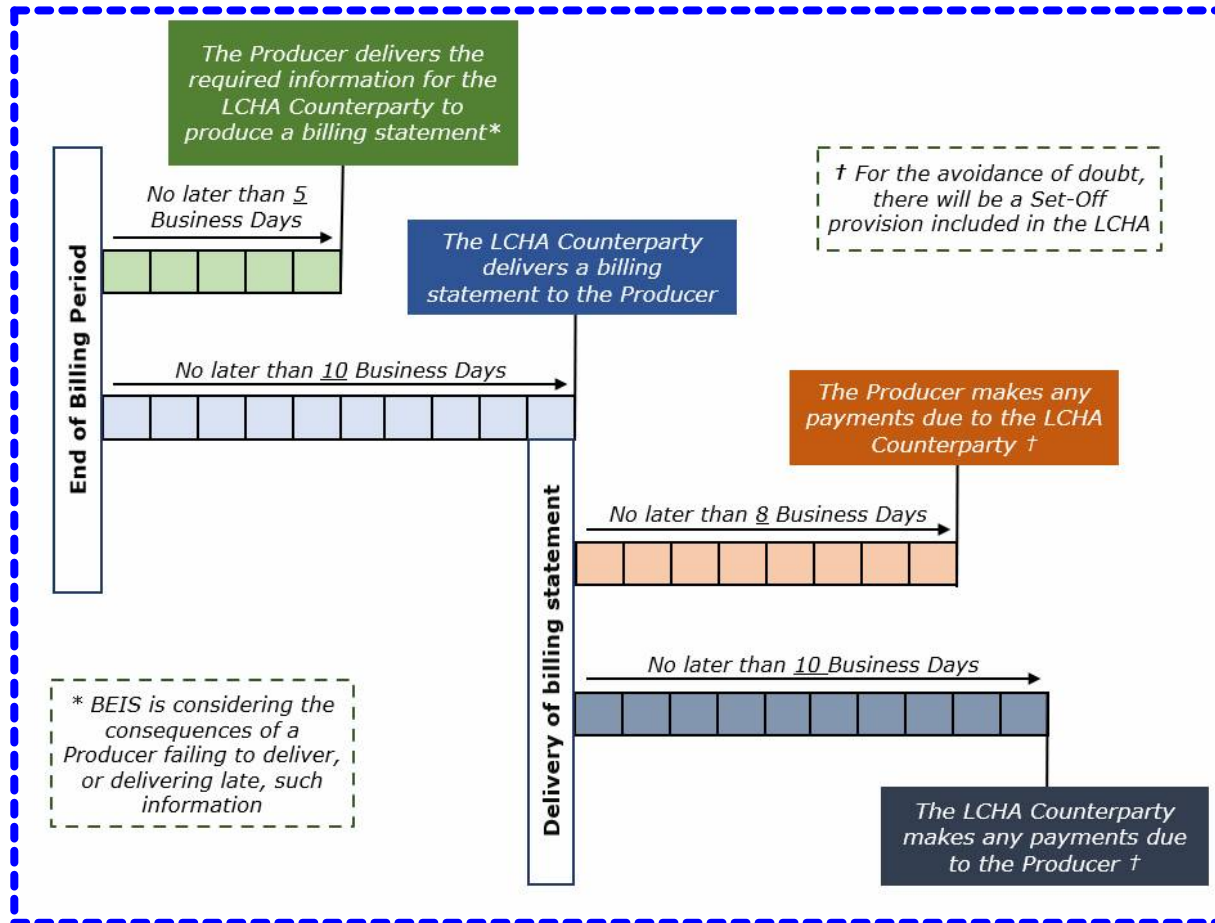 The Producer delivers the
required information for the
LCHA Counterparty to
produce a billing statement*
No later than 5
Business Days
† For the avoidance of doubt,
there will be a Set-Off
provision included in the LCHA
End of Billing Period
The LCHA Counterparty
delivers a billing
statement to the Producer
No later than 10 Business Days
The Producer makes any
payments due to the LCHA
Counterparty †
No later than 8 Business Days
Delivery of billing statement
No later than 10 Business Days
* BEIS is considering the
consequences of a
Producer failing to deliver,
or delivering late, such
information
The LCHA Counterparty
makes any payments due
to the Producer †